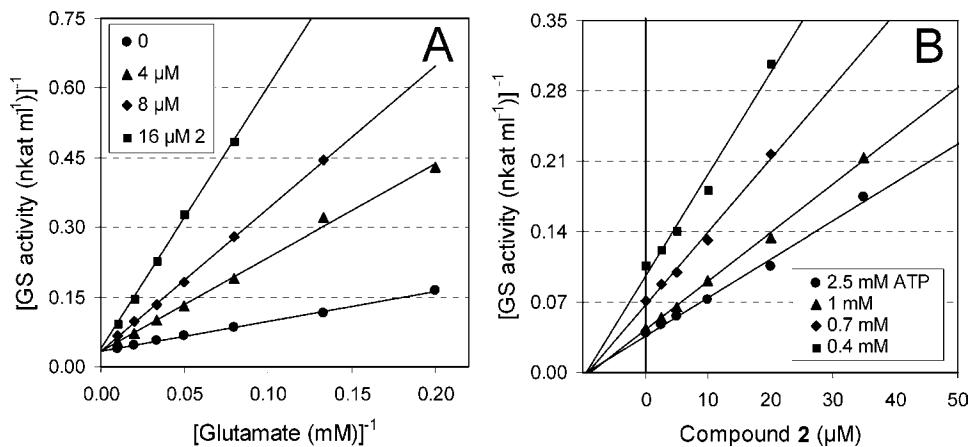 A
0
4 µM
8 µM
16 µM 2
0.75
0.60
0.45
0.30
0.15
0.00
[GS activity (nkat ml⁻¹)]⁻¹
0.00 0.05 0.10 0.15 0.20
[Glutamate (mM)]⁻¹
B
0.35
0.28
0.21
0.14
0.07
0.00
[GS activity (nkat ml⁻¹)]⁻¹
2.5 mM ATP
1 mM
0.7 mM
0.4 mM
0 10 20 30 40 50
Compound 2 (µM)